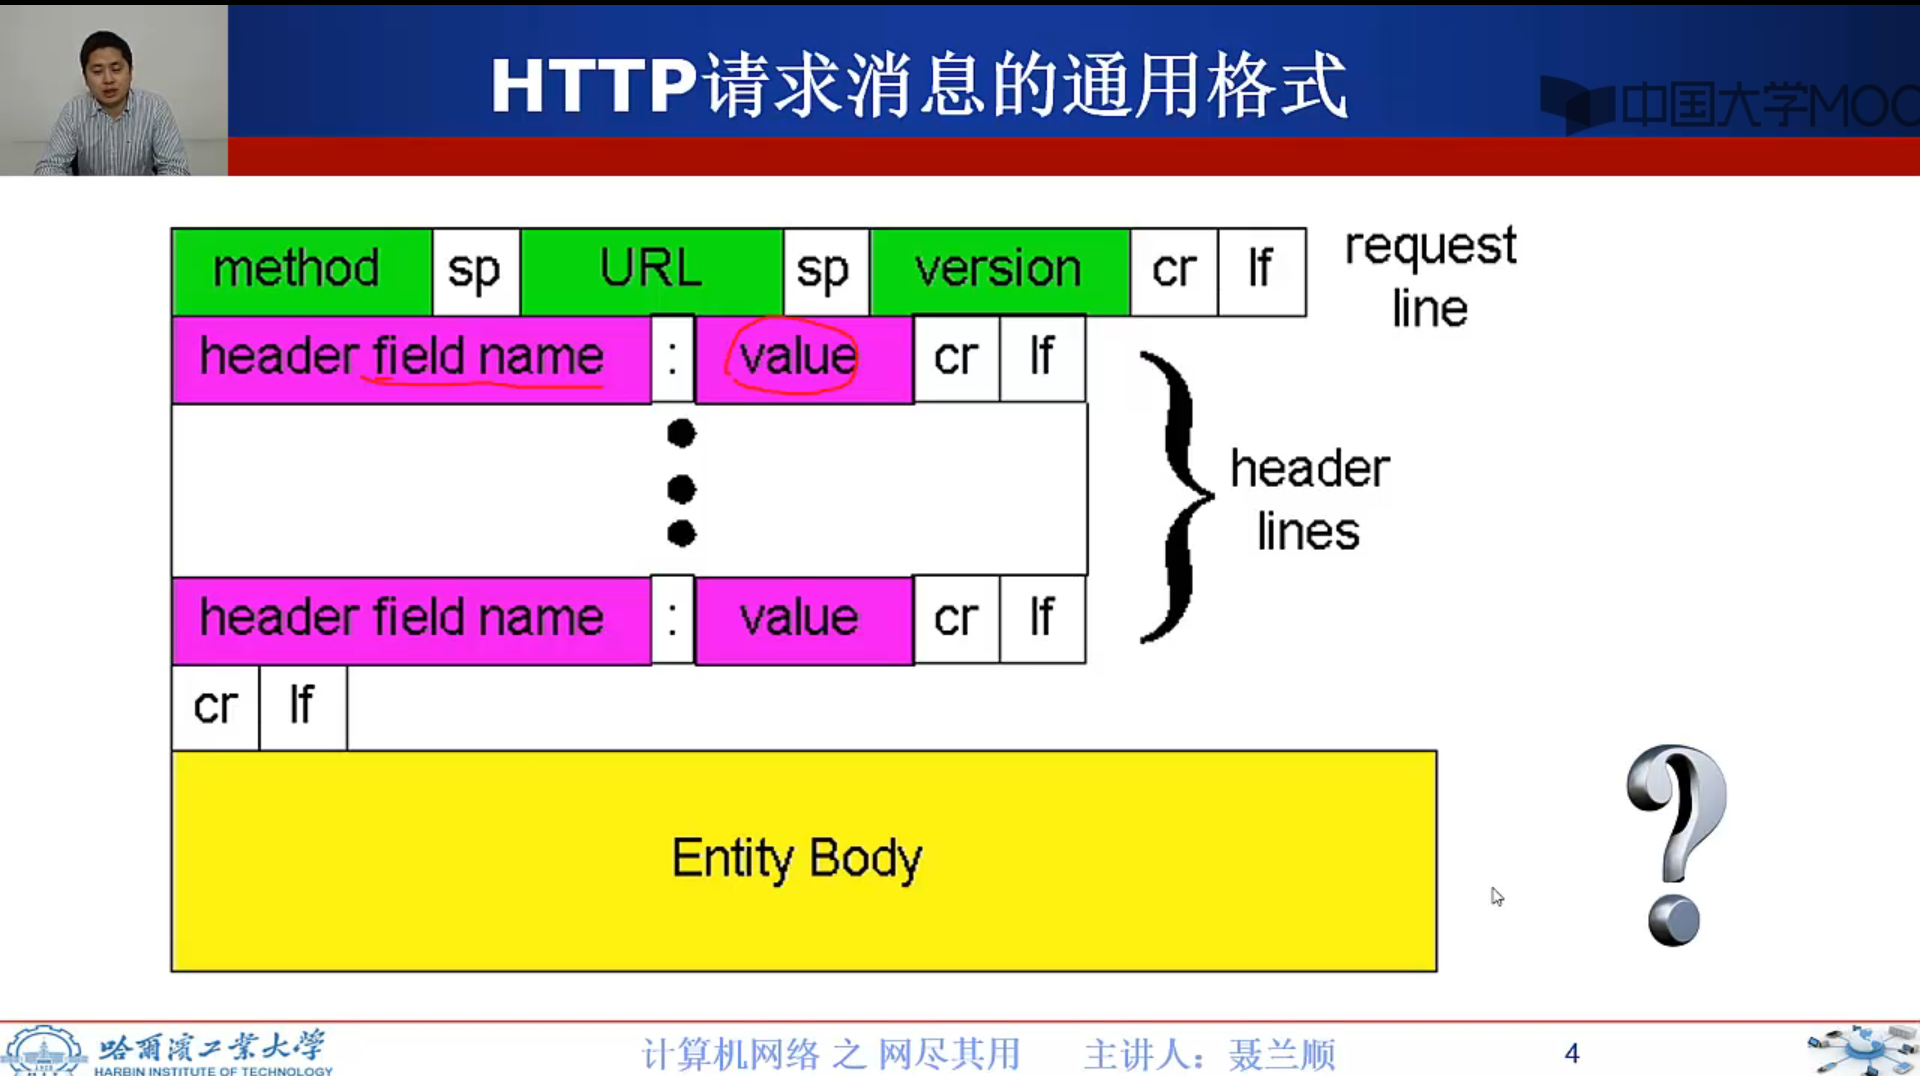 HTTP请求消息的通用格式
中国大学MOO
method sp URL sp version cr lf
request
line
header field name : value cr lf
header
lines
header field name : value cr lf
cr lf
Entity Body
?
哈爾濱工業大学
HARBIN INSTITUTE OF TECHNOLOGY
计算机网络 之 网尽其用 主讲人：聂兰顺
4